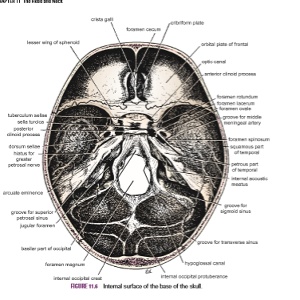 CHAPTER 11 The Head and Neck
crista galli
cribriform plate
foramen cecum
lesser wing of sphenoid
orbital plate of frontal
optic canal
anterior clinoid process
foramen rotundum
foramen lacerum
foramen ovale
groove for middle
meningeal artery
tuberculum sellae
sella turcica
posterior
clinoid process
foramen spinosum
squamous part
of temporal
dorsum sellae
hiatus for
greater
petrosal nerve
petrous part
of temporal
internal acoustic
meatus
arcuate eminence
groove for
sigmoid sinus
groove for superior
petrosal sinus
jugular foramen
groove for transverse sinus
basilar part of occipital
hypoglossal canal
foramen magnum
internal occipital crest
internal occipital protuberance
FIGURE 11.6 Internal surface of the base of the skull.